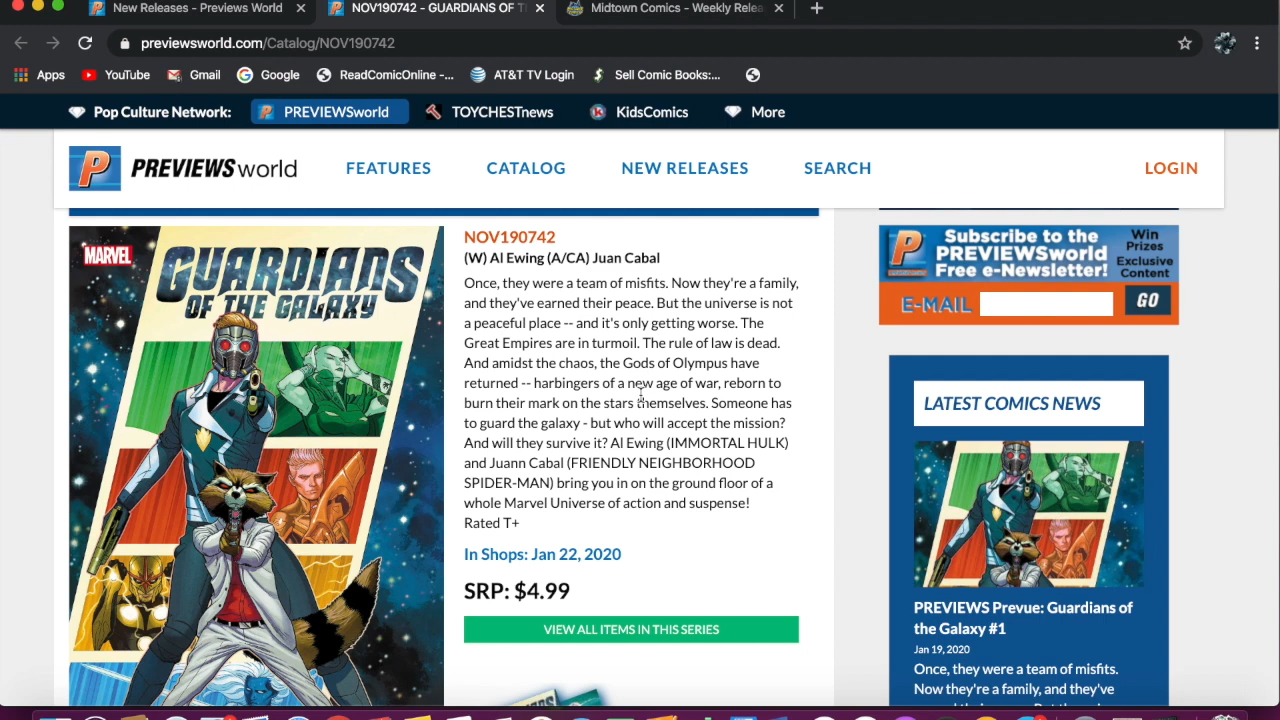 New Releases - Previews World
NOV190742 - GUARDIANS OF T
Midtown Comics - Weekly Relea
previewsworld.com/Catalog/NOV190742
Apps
YouTube
Gmail
Google
ReadComicOnline -...
AT&T TV Login
Sell Comic Books:...
Pop Culture Network:
PREVIEWSworld
TOYCHESTnews
KidsComics
More
PREVIEWSworld
FEATURES
CATALOG
NEW RELEASES
SEARCH
LOGIN
MARVEL
GUARDIANS
OF THE GALAXY
NOV190742
(W) Al Ewing (A/CA) Juan Cabal
Once, they were a team of misfits. Now they're a family,
and they've earned their peace. But the universe is not
a peaceful place -- and it's only getting worse. The
Great Empires are in turmoil. The rule of law is dead.
And amidst the chaos, the Gods of Olympus have
returned -- harbingers of a new age of war, reborn to
burn their mark on the stars themselves. Someone has
to guard the galaxy - but who will accept the mission?
And will they survive it? Al Ewing (IMMORTAL HULK)
and Juann Cabal (FRIENDLY NEIGHBORHOOD
SPIDER-MAN) bring you in on the ground floor of a
whole Marvel Universe of action and suspense!
Rated T+
In Shops: Jan 22, 2020
SRP: $4.99
VIEW ALL ITEMS IN THIS SERIES
Subscribe to the
PREVIEWSworld
Free e-Newsletter!
Win
Prizes
Exclusive
Content
E-MAIL
GO
LATEST COMICS NEWS
PREVIEWS Prevue: Guardians of
the Galaxy #1
Jan 19, 2020
Once, they were a team of misfits.
Now they're a family, and they've